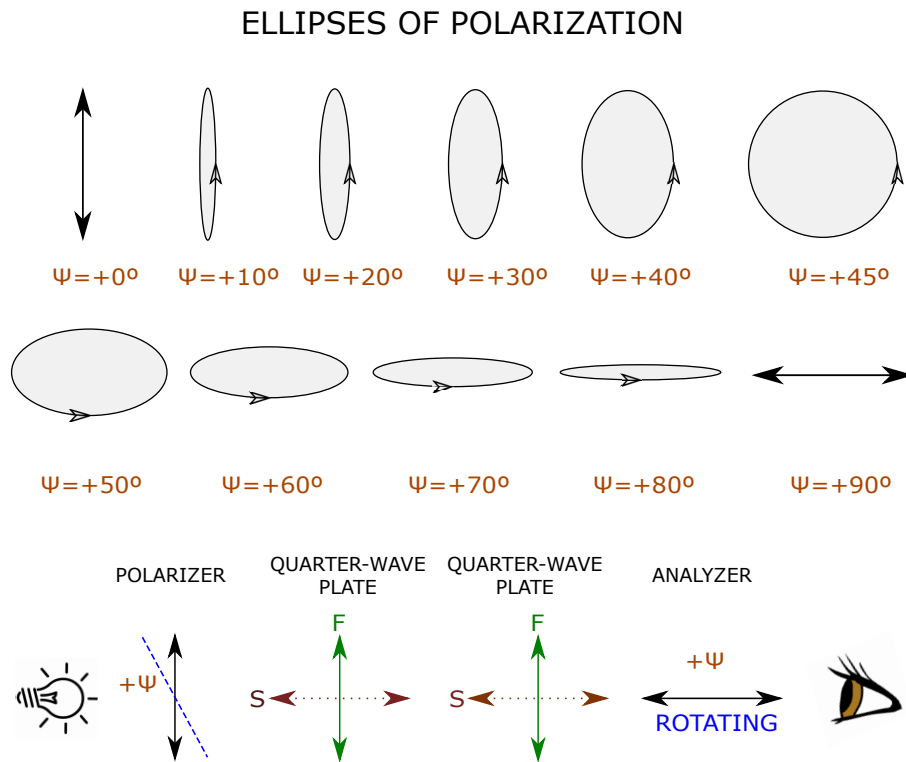 ELLIPSES OF POLARIZATION
Ψ=+0º Ψ=+10º Ψ=+20º Ψ=+30º Ψ=+40º Ψ=+45º
Ψ=+50º Ψ=+60º Ψ=+70º Ψ=+80º Ψ=+90º
POLARIZER
QUARTER-WAVE
PLATE
QUARTER-WAVE
PLATE
ANALYZER
+Ψ
F
S
F
S
+Ψ
ROTATING